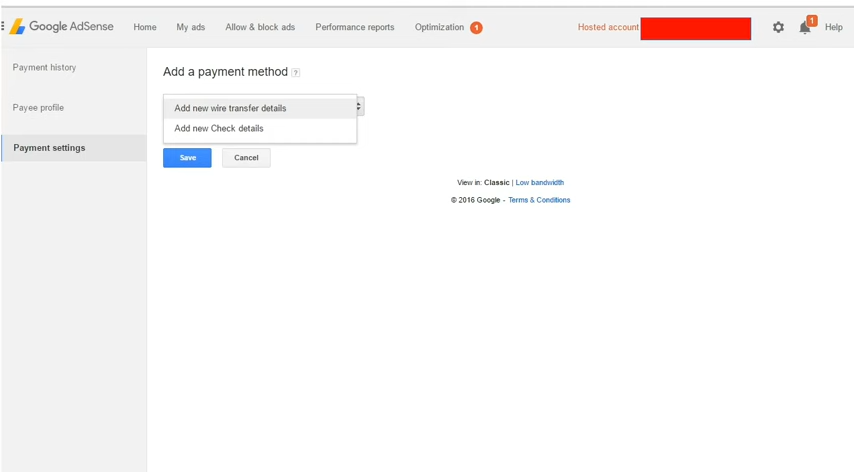 Google AdSense Home My ads Allow & block ads Performance reports Optimization 1 Hosted account 1 Help
Payment history
Payee profile
Payment settings
Add a payment method ?
Add new wire transfer details
Add new Check details
Save Cancel
View in: Classic | Low bandwidth
© 2016 Google - Terms & Conditions